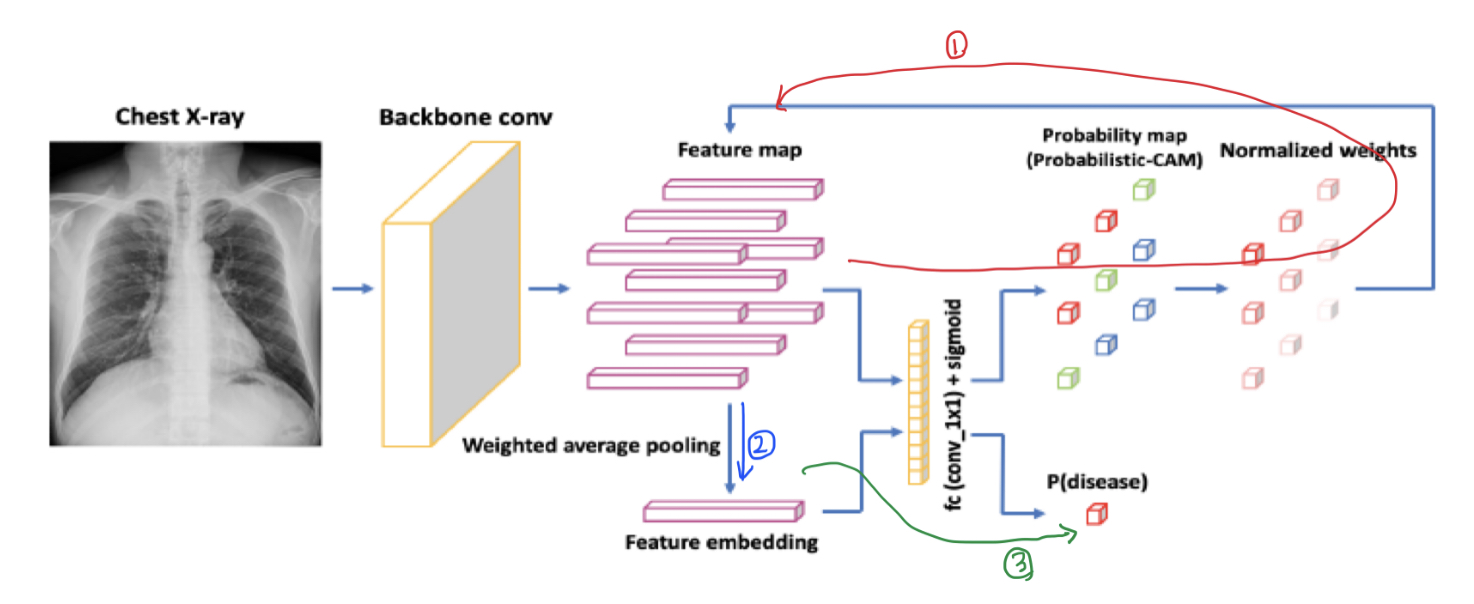 ①
Chest X-ray
Backbone conv
Feature map
Probability map
(Probabilistic-CAM)
Normalized weights
fc (conv_1x1) + sigmoid
Weighted average pooling
②
P(disease)
Feature embedding
③